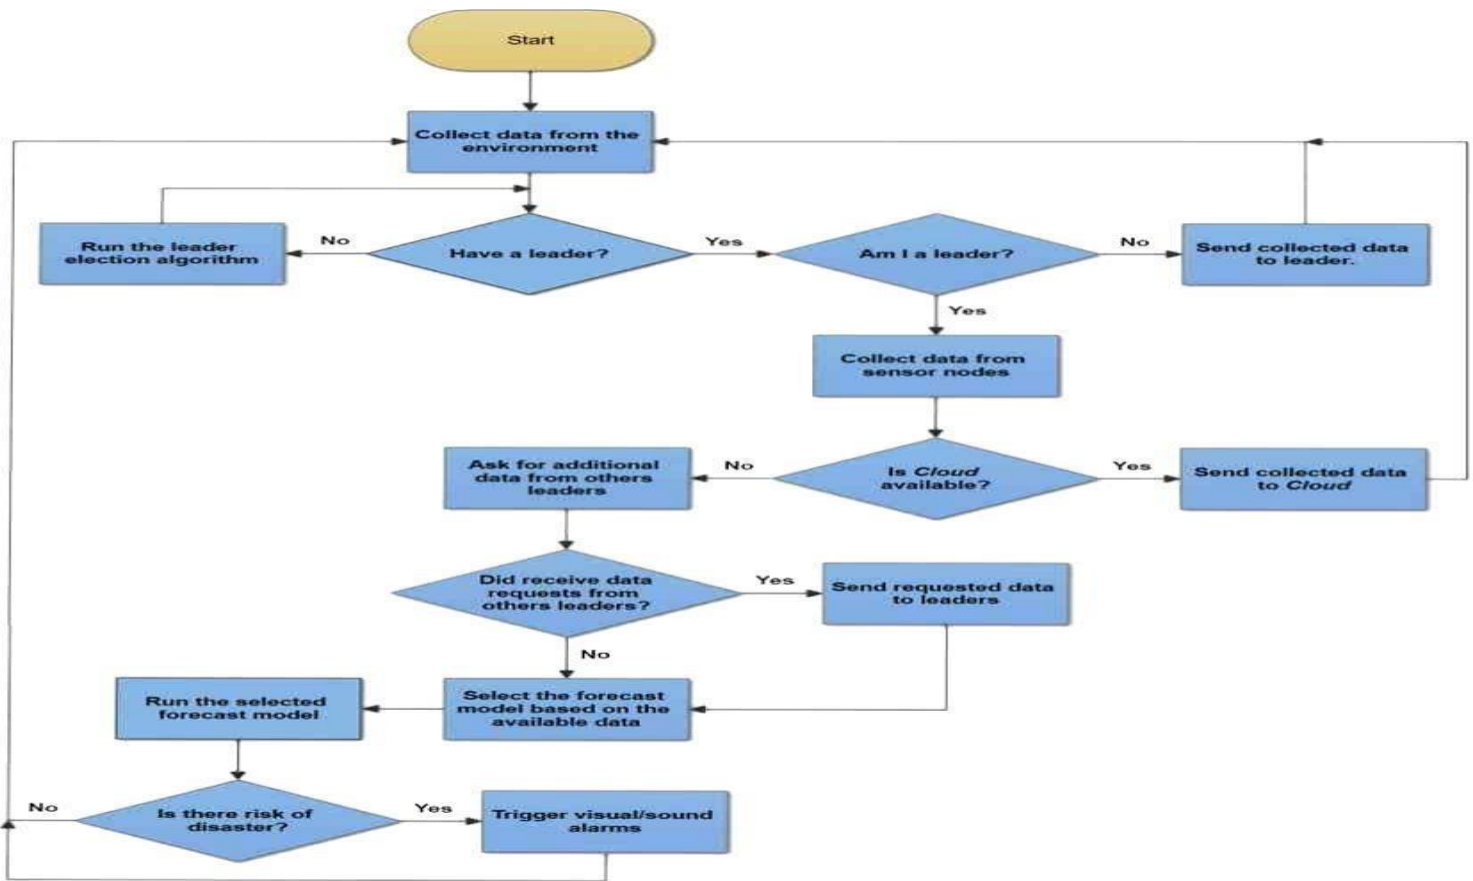 Start
Collect data from the
environment
Run the leader
election algorithm
No
Have a leader?
Yes
Am I a leader?
No
Send collected data
to leader.
Yes
Collect data from
sensor nodes
Ask for additional
data from others
leaders
No
Is Cloud
available?
Yes
Send collected data
to Cloud
Did receive data
requests from
others leaders?
Yes
Send requested data
to leaders
No
Run the selected
forecast model
Select the forecast
model based on the
available data
No
Is there risk of
disaster?
Yes
Trigger visual/sound
alarms